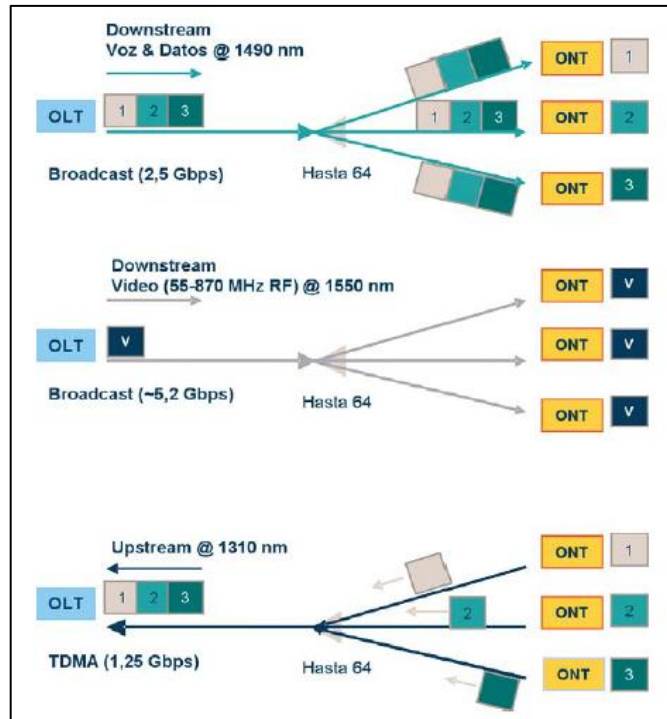 Downstream
Voz & Datos @ 1490 nm
ONT 1
OLT 1 2 3
1 2 3
ONT 2
Broadcast (2,5 Gbps)
Hasta 64
ONT 3
Downstream
Video (55-870 MHz RF) @ 1550 nm
ONT V
OLT V
ONT V
Broadcast (~5,2 Gbps)
Hasta 64
ONT V
Upstream @ 1310 nm
ONT 1
OLT 1 2 3
2
ONT 2
TDMA (1,25 Gbps)
Hasta 64
ONT 3